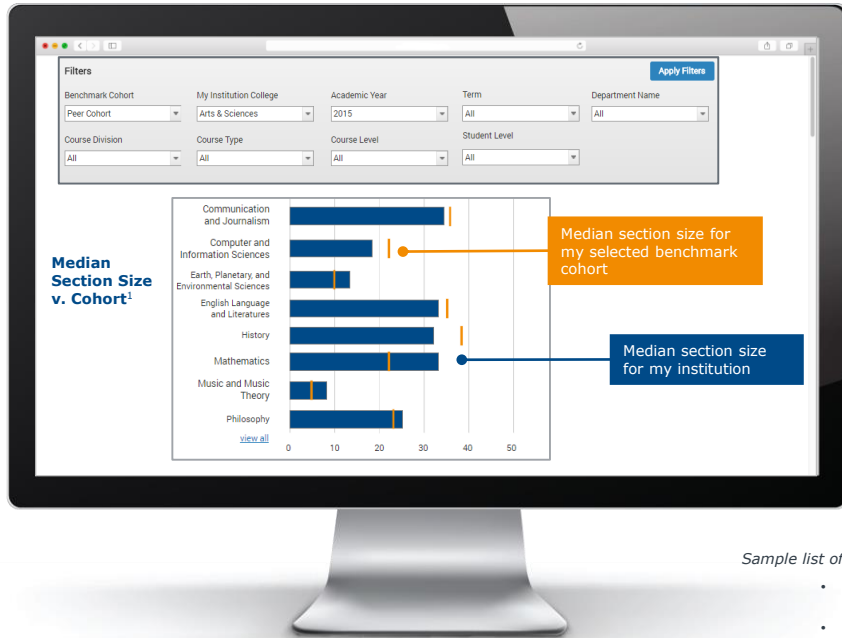 Filters
Apply Filters
Benchmark Cohort
My Institution College
Academic Year
Term
Department Name
Peer Cohort
Arts & Sciences
2015
All
All
Course Division
Course Type
Course Level
Student Level
All
All
All
All
Median
Section Size
v. Cohort1
Communication
and Journalism
Computer and
Information Sciences
Earth, Planetary, and
Environmental Sciences
English Language
and Literatures
History
Mathematics
Music and Music
Theory
Philosophy
view all
0 10 20 30 40 50
Median section size for
my selected benchmark
cohort
Median section size
for my institution
Sample list of